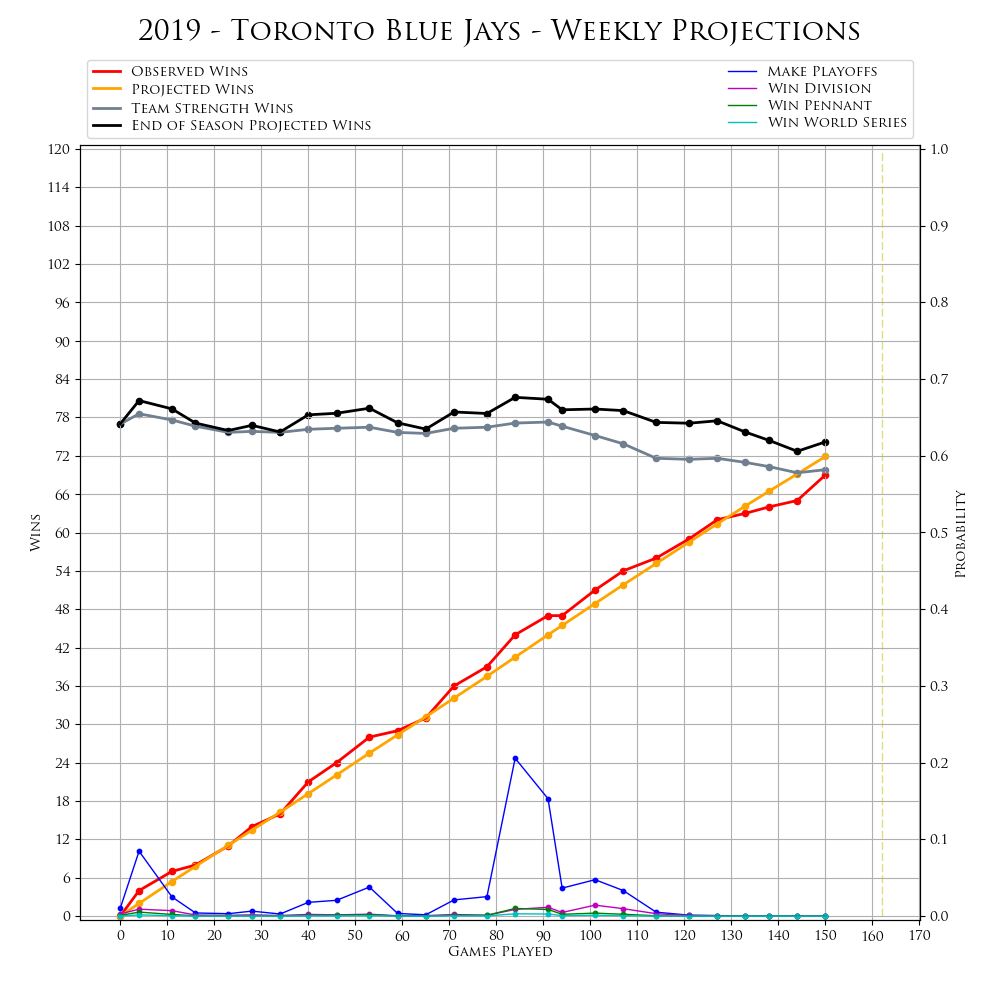 2019 - Toronto Blue Jays - Weekly Projections
Observed Wins
Projected Wins
Team Strength Wins
End of Season Projected Wins
Make Playoffs
Win Division
Win Pennant
Win World Series
120
114
108
102
96
90
84
78
72
66
60
54
48
42
36
30
24
18
12
6
0
Wins
1.0
0.9
0.8
0.7
0.6
0.5
0.4
0.3
0.2
0.1
0.0
Probability
0 10 20 30 40 50 60 70 80 90 100 110 120 130 140 150 160 170
Games Played